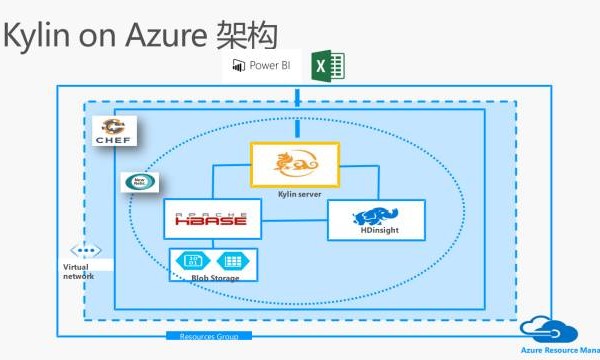 Kylin on Azure 架构
Power BI
CHEF
New Relic
Kylin server
APACHE
HBASE
HDinsight
Blob Storage
Virtual
network
Resources Group
Azure Resource Mana